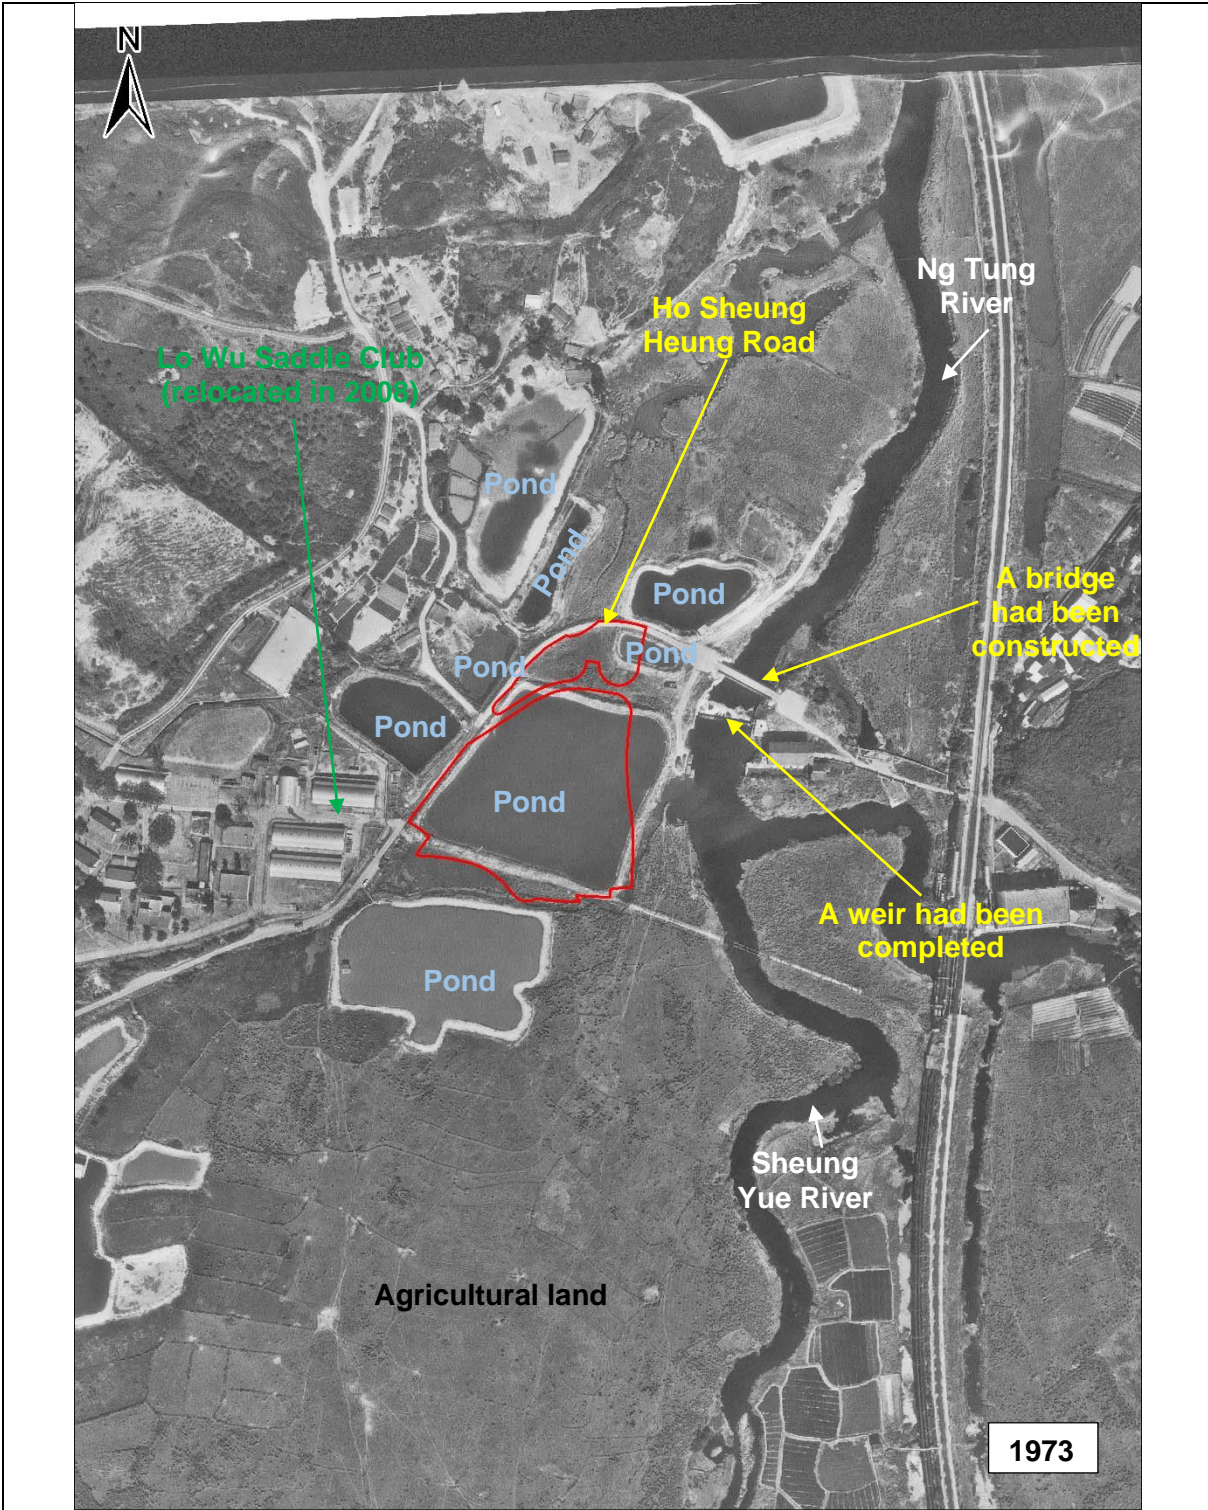 N
Ng Tung
River
Ho Sheung
Heung Road
Lo Wu Saddle Club
(relocated in 2008)
Pond
Pond
Pond
A bridge
had been
constructed
Pond
Pond
Pond
Pond
A weir had been
completed
Pond
Sheung
Yue River
Agricultural land
1973